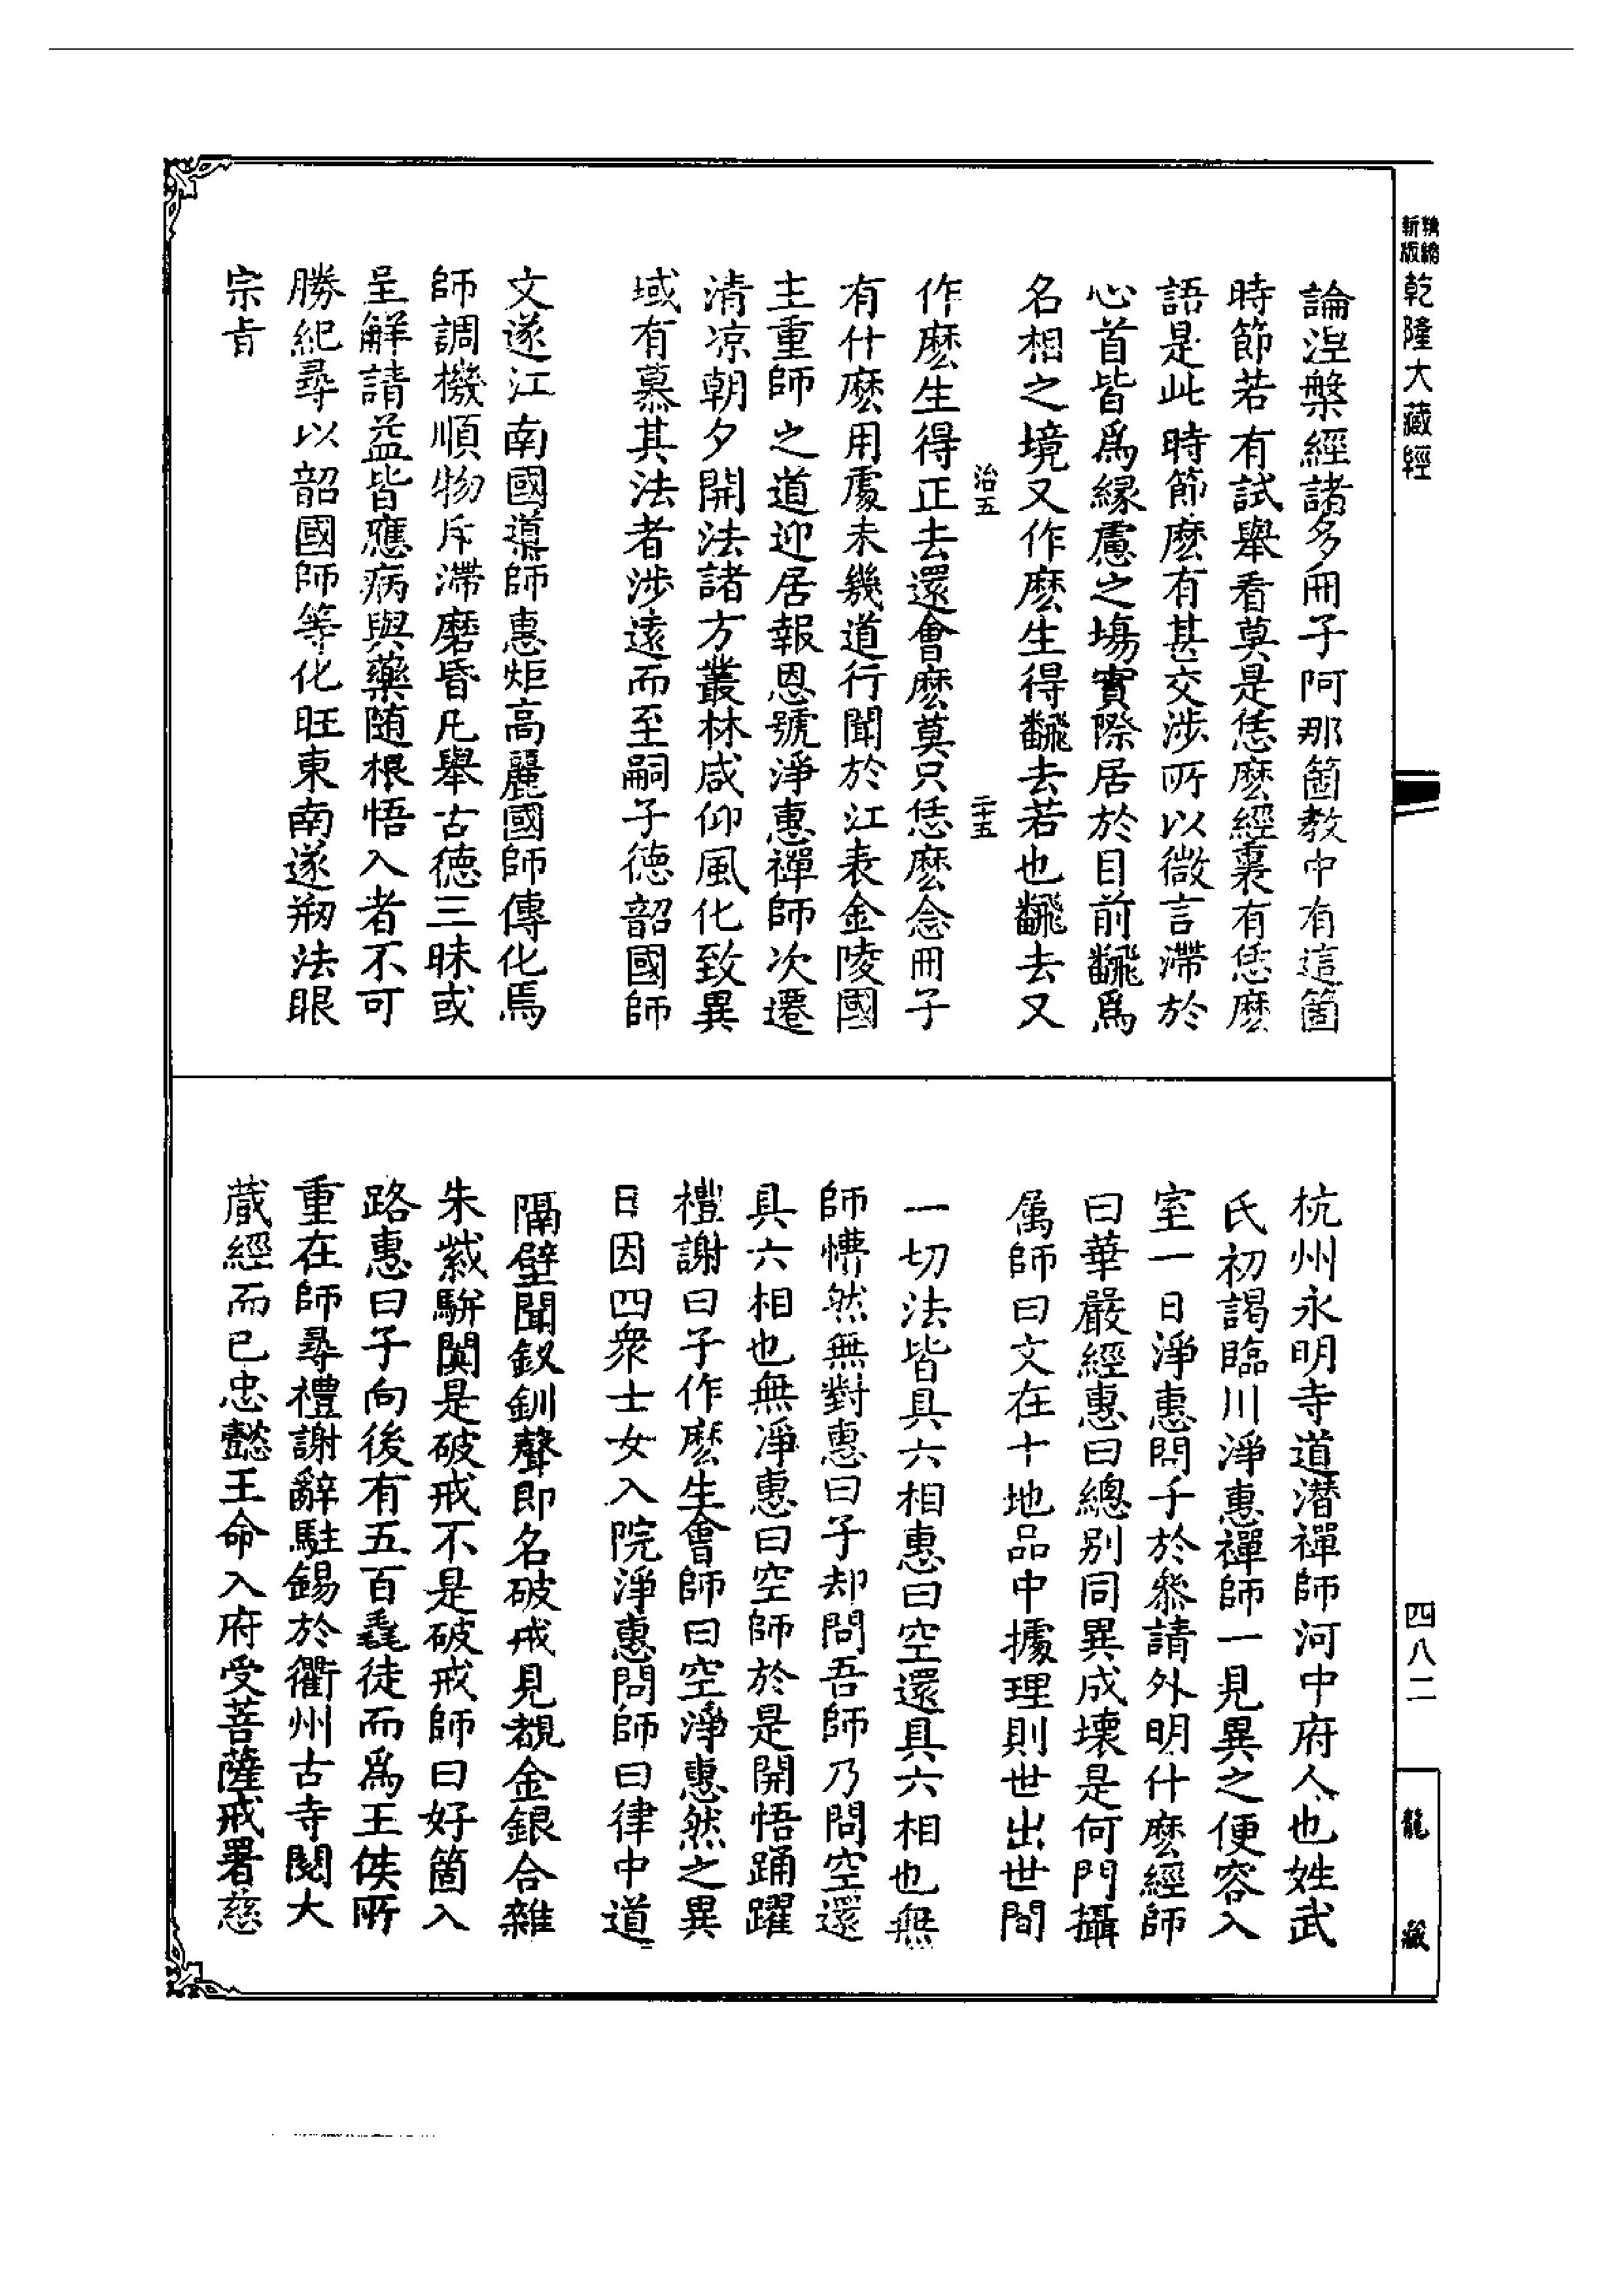 新版精縮乾隆大藏經
論涅槃經諸多冊子阿那箇教中有這箇
時節若有試舉看莫是恁麽經裏有恁麽
語是此時節麽有甚交涉所以微言滯於
心首皆爲緣慮之場實際居於目前飜爲
名相之境又作麽生得飜去若也飜去又
治五
二十五
作麽生得正去還會麽莫只恁麽念冊子
有什麽用處未幾道行聞於江表金陵國
主重師之道迎居報恩號淨惠禪師次遷
清凉朝夕開法諸方叢林咸仰風化致異
域有慕其法者涉遠而至嗣子德韶國師
文遂江南國導師惠炬高麗國師傳化焉
師調機順物斥滯磨昏凡舉古德三昧或
呈解請益皆應病與藥随根悟入者不可
勝紀尋以韶國師等化旺東南遂剏法眼
宗肯
杭州永明寺道潛禪師河中府人也姓武
氏初謁臨川淨惠禪師一見異之便容入
室一日淨惠問子於叅請外明什麽經師
曰華嚴經惠曰總别同異成壞是何門攝
属師曰文在十地品中據理則世出世間
一切法皆具六相惠曰空還具六相也無
師懵然無對惠曰子却問吾師乃問空還
具六相也無淨惠曰空師於是開悟踊躍
禮謝曰子作麽生會師曰空淨惠然之異
日因四衆士女入院淨惠問師曰律中道
隔壁聞釵釧聲即名破戒見覩金銀合雜
朱紫駢闐是破戒不是破戒師曰好箇入
路惠曰子向後有五百毳徒而爲王侯所
重在師尋禮謝辭駐錫於衢州古寺閱大
藏經而已忠懿王命入府受菩薩戒署慈
四八二
龍藏